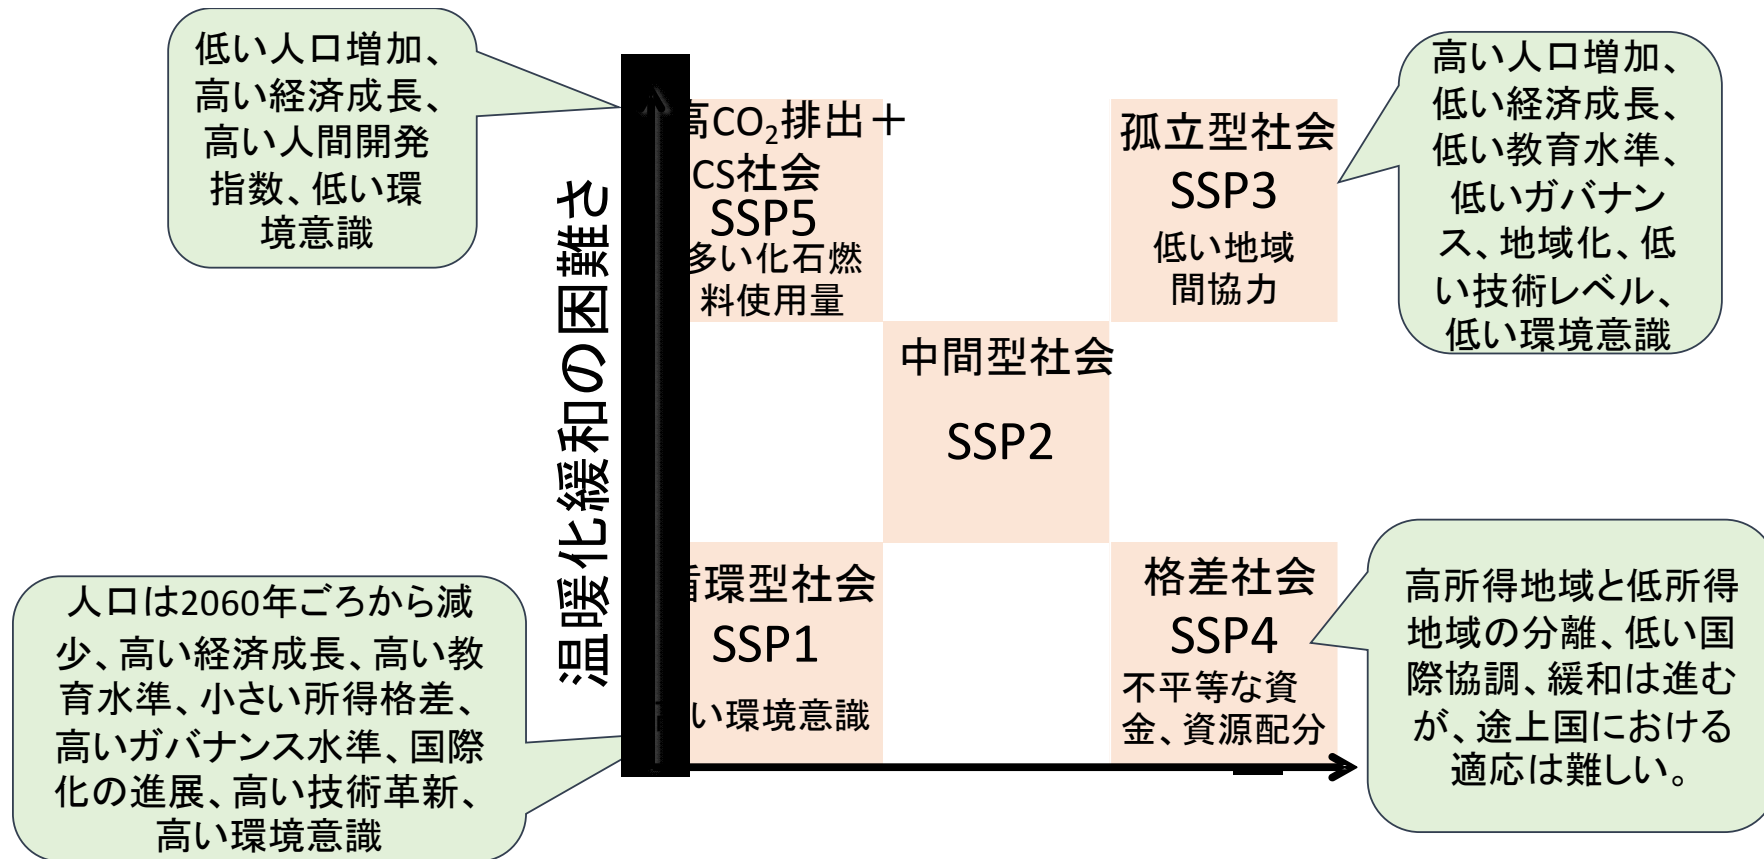 低い人口増加、
高い経済成長、
高い人間開発
指数、低い環
境意識
高CO₂排出＋
CS社会
SSP5
多い化石燃
料使用量
孤立型社会
SSP3
低い地域
間協力
高い人口増加、
低い経済成長、
低い教育水準、
低いガバナン
ス、地域化、低
い技術レベル、
低い環境意識
温暖化緩和の困難さ
中間型社会
SSP2
人口は2060年ごろから減
少、高い経済成長、高い教
育水準、小さい所得格差、
高いガバナンス水準、国際
化の進展、高い技術革新、
高い環境意識
循環型社会
SSP1
い環境意識
格差社会
SSP4
不平等な資
金、資源配分
高所得地域と低所得
地域の分離、低い国
際協調、緩和は進む
が、途上国における
適応は難しい。